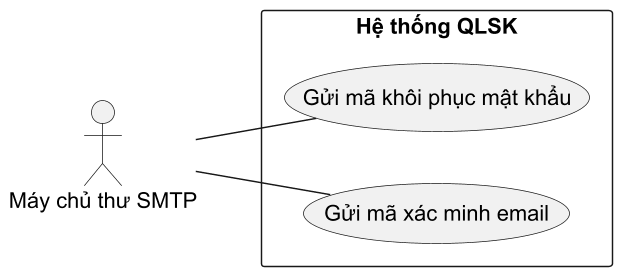 Hệ thống QLSK
Gửi mã khôi phục mật khẩu
Máy chủ thư SMTP
Gửi mã xác minh email